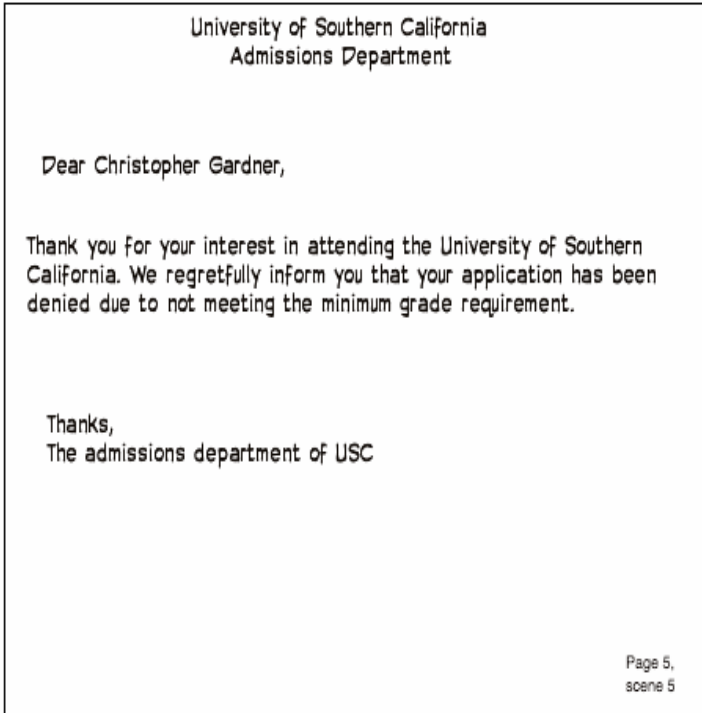 University of Southern California
Admissions Department
Dear Christopher Gardner,
Thank you for your interest in attending the University of Southern
California. We regretfully inform you that your application has been
denied due to not meeting the minimum grade requirement.
Thanks,
The admissions department of USC
Page 5,
scene 5